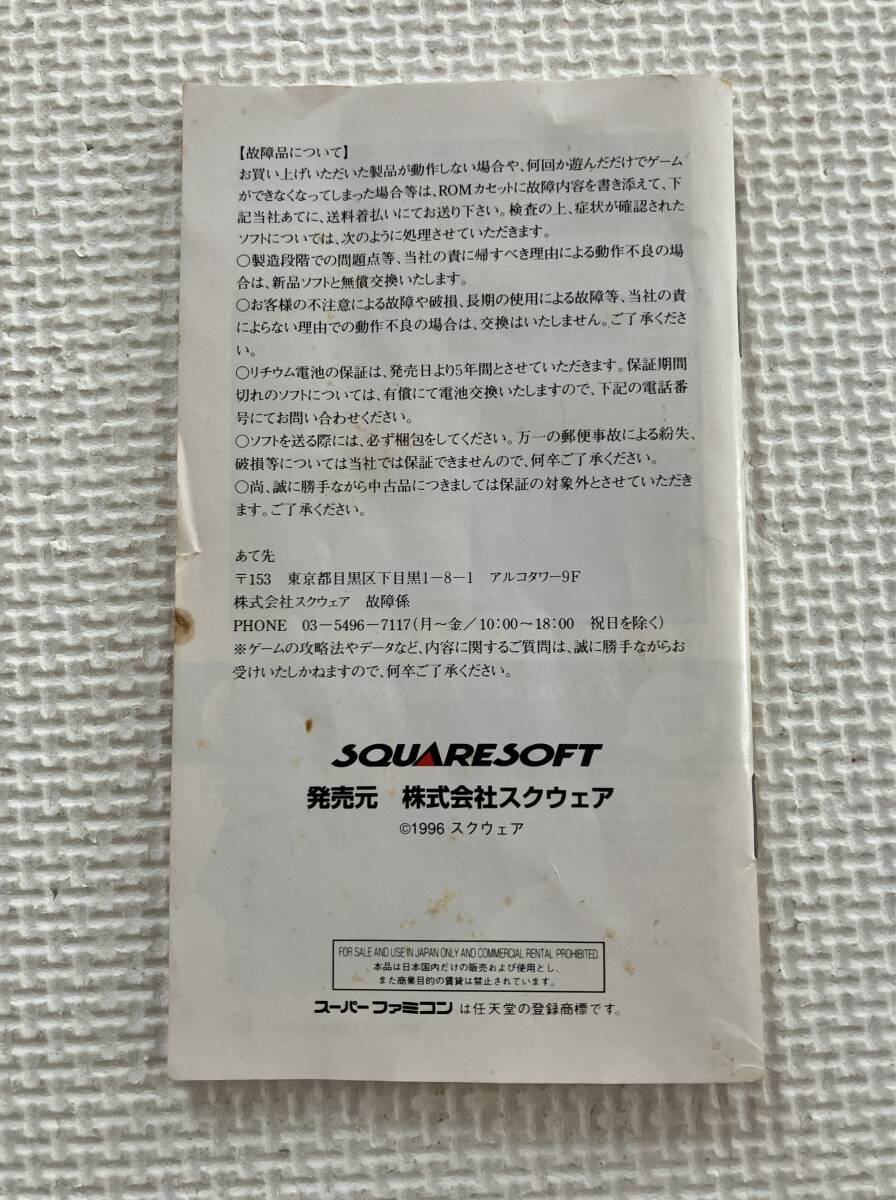 【故障品について】
お買い上げいただいた製品が動作しない場合や、何回か遊んだだけでゲーム
ができなくなってしまった場合等は、ROMカセットに故障内容を書き添えて、下
記当社あてに、送料着払いにてお送り下さい。検査の上、症状が確認された
ソフトについては、次のように処理させていただきます。
○製造段階での問題点等、当社の責に帰すべき理由による動作不良の場
合は、新品ソフトと無償交換いたします。
○お客様の不注意による故障や破損、長期の使用による故障等、当社の責
によらない理由での動作不良の場合は、交換はいたしません。ご了承くださ
い。
○リチウム電池の保証は、発売日より5年間とさせていただきます。保証期間
切れのソフトについては、有償にて電池交換いたしますので、下記の電話番
号にてお問い合わせください。
○ソフトを送る際には、必ず梱包をしてください。万一の郵便事故による紛失、
破損等については当社では保証できませんので、何卒ご了承ください。
○尚、誠に勝手ながら中古品につきましては保証の対象外とさせていただき
ます。ご了承ください。
あて先
〒153 東京都目黒区下目黒1－8－1 アルコタワー9F
株式会社スクウェア 故障係
PHONE 03－5496－7117（月～金／10：00～18：00 祝日を除く）
※ゲームの攻略法やデータなど、内容に関するご質問は、誠に勝手ながらお
受けいたしかねますので、何卒ご了承ください。
SQUARESOFT
発売元 株式会社スクウェア
©1996 スクウェア
FOR SALE AND USE IN JAPAN ONLY AND COMMERCIAL RENTAL PROHIBITED.
本品は日本国内だけの販売および使用とし、
また商業目的の賃貸は禁止されています。
スーパーファミコン は任天堂の登録商標です。